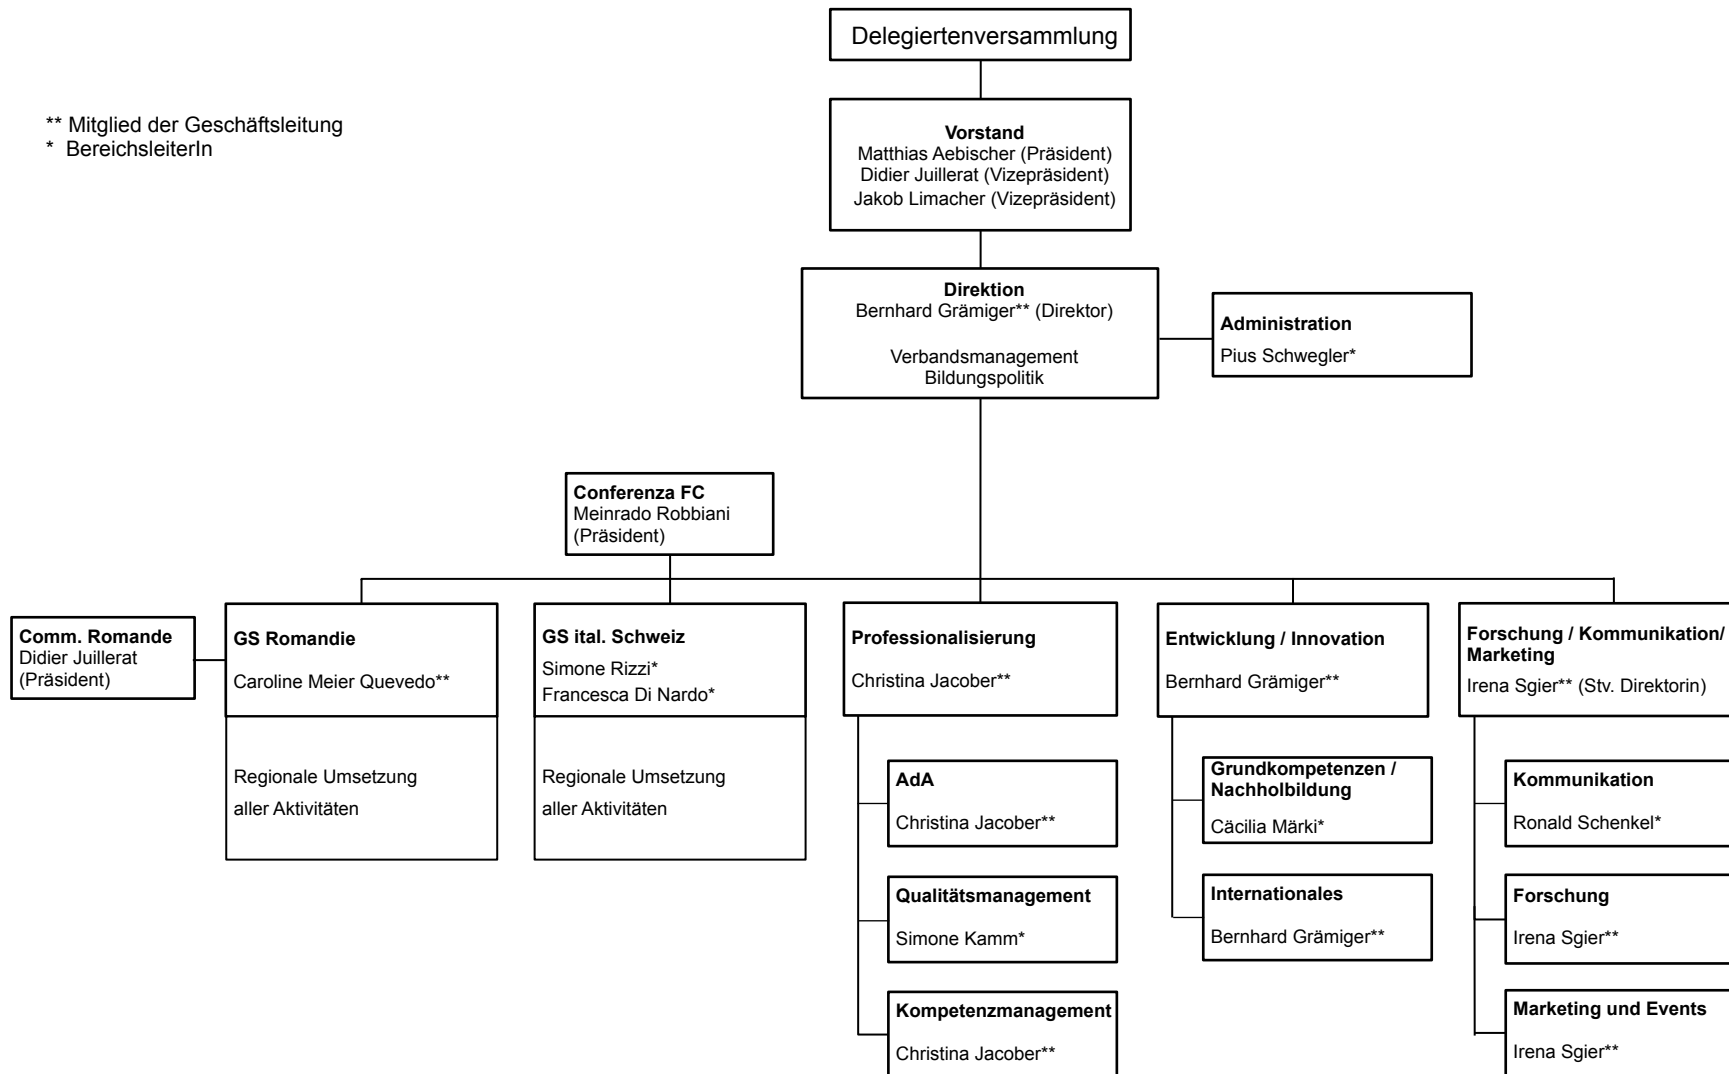 Delegiertenversammlung
** Mitglied der Geschäftsleitung
* BereichsleiterIn
Vorstand
Matthias Aebischer (Präsident)
Didier Juillerat (Vizepräsident)
Jakob Limacher (Vizepräsident)
Direktion
Bernhard Grämiger** (Direktor)
Verbandsmanagement
Bildungspolitik
Administration
Pius Schwegler*
Conferenza FC
Meinrado Robbiani
(Präsident)
Comm. Romande
Didier Juillerat
(Präsident)
GS Romandie
Caroline Meier Quevedo**
Regionale Umsetzung
aller Aktivitäten
GS ital. Schweiz
Simone Rizzi*
Francesca Di Nardo*
Regionale Umsetzung
aller Aktivitäten
Professionalisierung
Christina Jacober**
AdA
Christina Jacober**
Qualitätsmanagement
Simone Kamm*
Kompetenzmanagement
Christina Jacober**
Entwicklung / Innovation
Bernhard Grämiger**
Grundkompetenzen /
Nachholbildung
Cäcilia Märki*
Internationales
Bernhard Grämiger**
Forschung / Kommunikation/
Marketing
Irena Sgier** (Stv. Direktorin)
Kommunikation
Ronald Schenkel*
Forschung
Irena Sgier**
Marketing und Events
Irena Sgier**